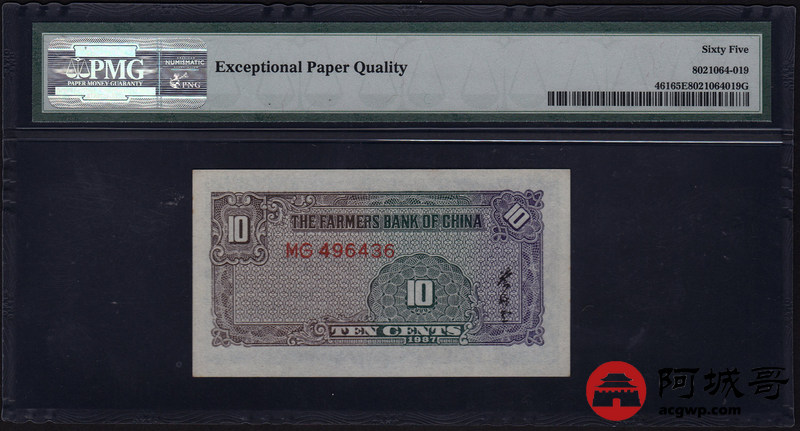 PMG
PAPER MONEY GUARANTY
NUMISMATIC
PNG
Exceptional Paper Quality
Sixty Five
8021064-019
46165E8021064019G
10
THE FARMERS BANK OF CHINA
10
MG 496436
10
TEN CENTS
1937
阿城哥
acgwp.com